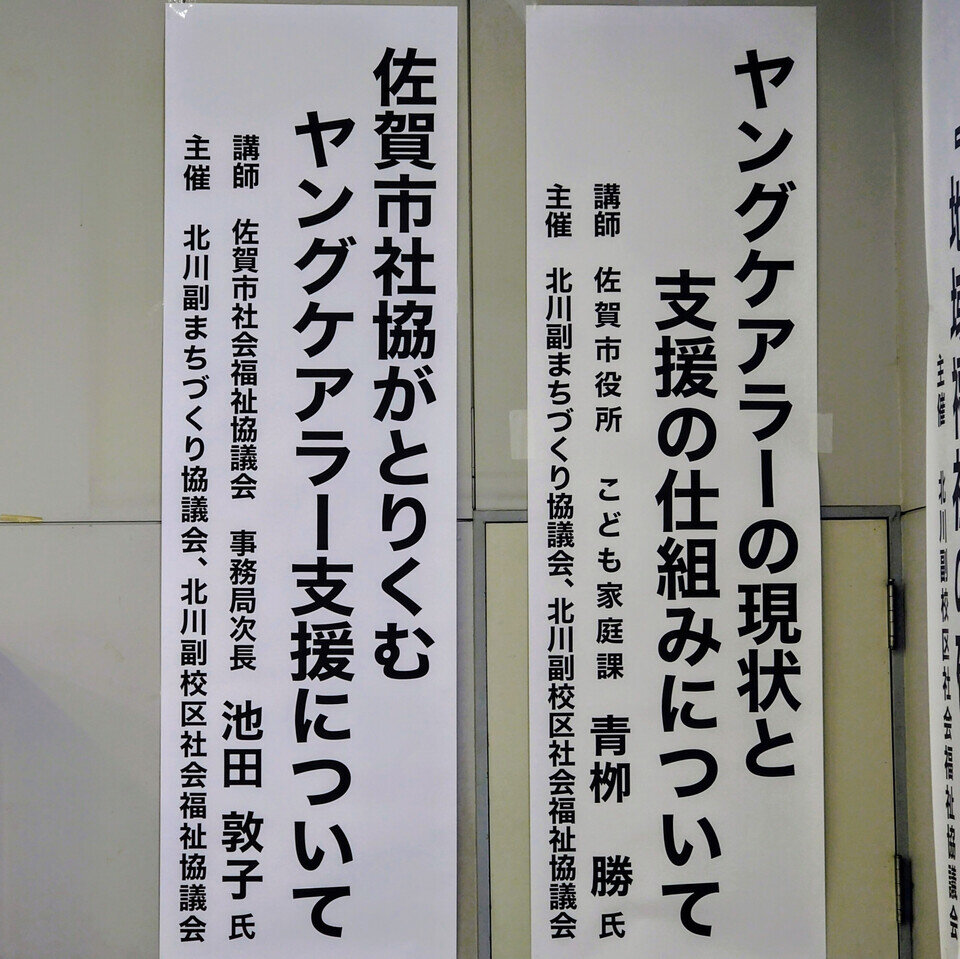 ヤングケアラーの現状と
支援の仕組みについて
講師 佐賀市役所 こども家庭課 青栁 勝 氏
主催 北川副まちづくり協議会、北川副校区社会福祉協議会
佐賀市社協がとりくむ
ヤングケアラー支援について
講師 佐賀市社会福祉協議会 事務局次長 池田 敦子 氏
主催 北川副まちづくり協議会、北川副校区社会福祉協議会
主催 北川副校区社会福祉協議会